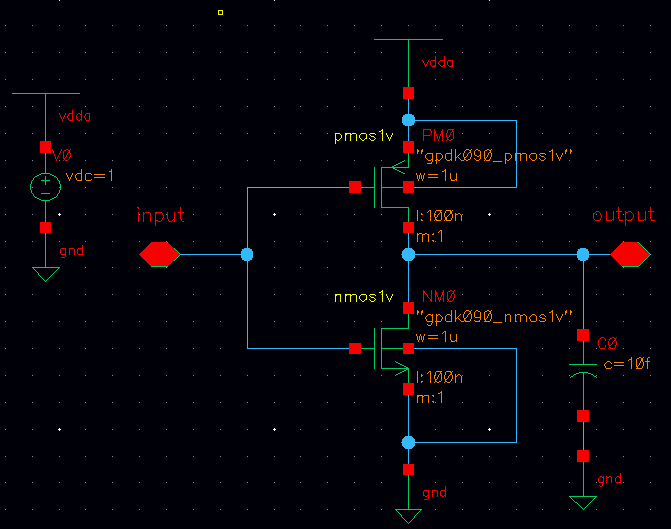 vdda
vdda
V0
vdc=1
gnd
input
pmos1v
PM0
"gpdk090_pmos1v"
w=1u
l:100n
m:1
output
nmos1v
NM0
"gpdk090_nmos1v"
w=1u
l:100n
m:1
C0
c=10f
gnd
gnd